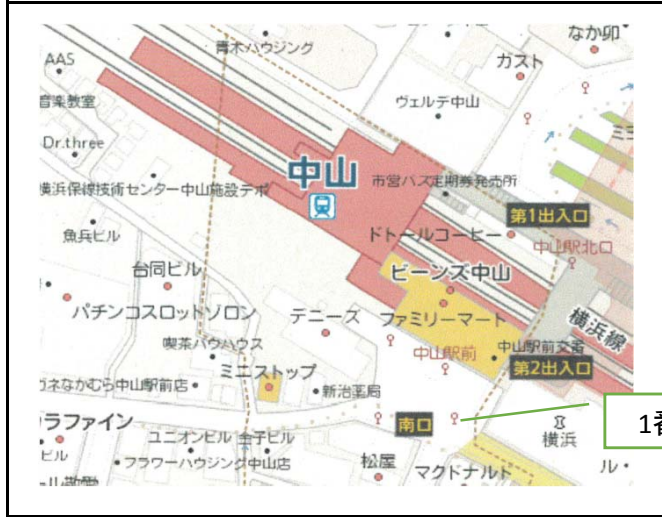 なか卯
青木ハウジング
AAS
ガスト
音楽教室
ヴェルデ中山
Dr.three
中山
市営バス定期券発売所
横浜保線技術センター中山施設デポ
第1出入口
魚兵ビル
ドトールコーヒー
中山駅北口
台同ビル
ビーンズ中山
パチンコスロットソロン
デニーズ
ファミリーマート
横浜線
喫茶バウハウス
中山駅前
中山駅前交番
ミニストップ
第2出入口
ガネなかむら中山駅前店
新治薬局
ラファイン
南口
1番
ユニオンビル
金子ビル
横浜
ビル
フラワーハウジング中山店
松屋
マクドナルド
ル・